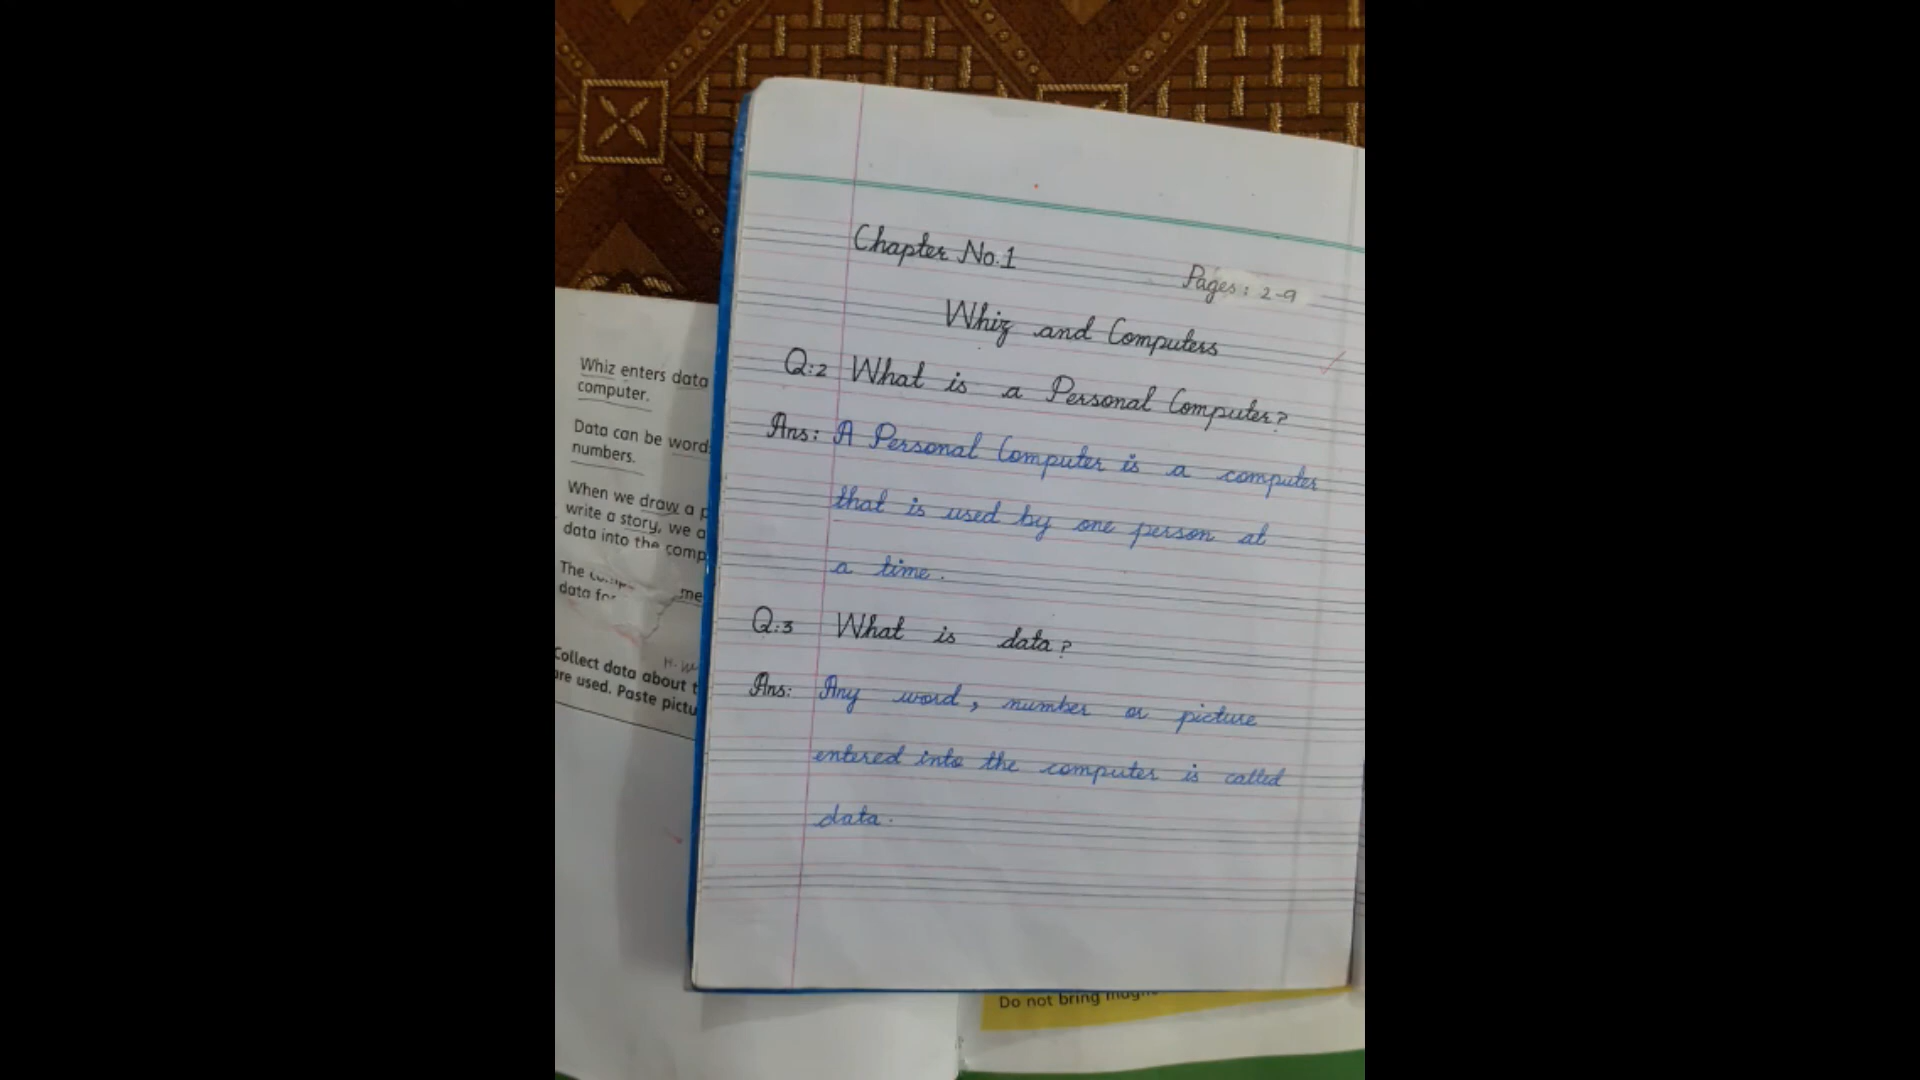 Chapter No.1
Pages: 2-9
Whiz and Computers
Q:2 What is a Personal Computer?
Ans: A Personal Computer is a computer
that is used by one person at
a time.
Q:3 What is data?
Ans: Any word, number or picture
entered into the computer is called
data.
Whiz enters data
computer.
Data can be word
numbers.
When we draw a p
write a story, we a
data into the comp
The
data for
H.W
Collect data about t
are used. Paste pictu
Do not bring